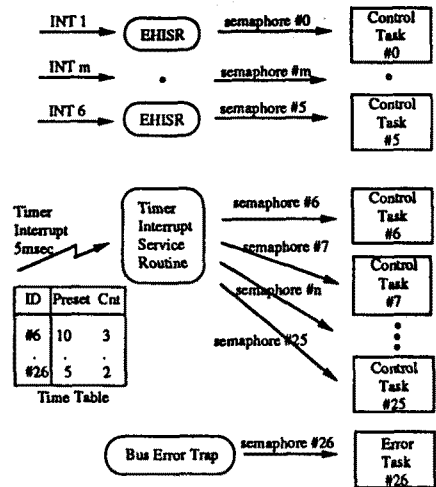 INT 1
EHISR
semaphore #0
Control
Task
#0
INT m
semaphore #m
INT 6
EHISR
semaphore #5
Control
Task
#5
Timer
Interrupt
5msec
Timer
Interrupt
Service
Routine
semaphore #6
Control
Task
#6
semaphore #7
Control
Task
#7
semaphore #n
semaphore #25
Control
Task
#25
ID Preset Cnt
#6 10 3
#26 5 2
Time Table
Bus Error Trap
semaphore #26
Error
Task
#26